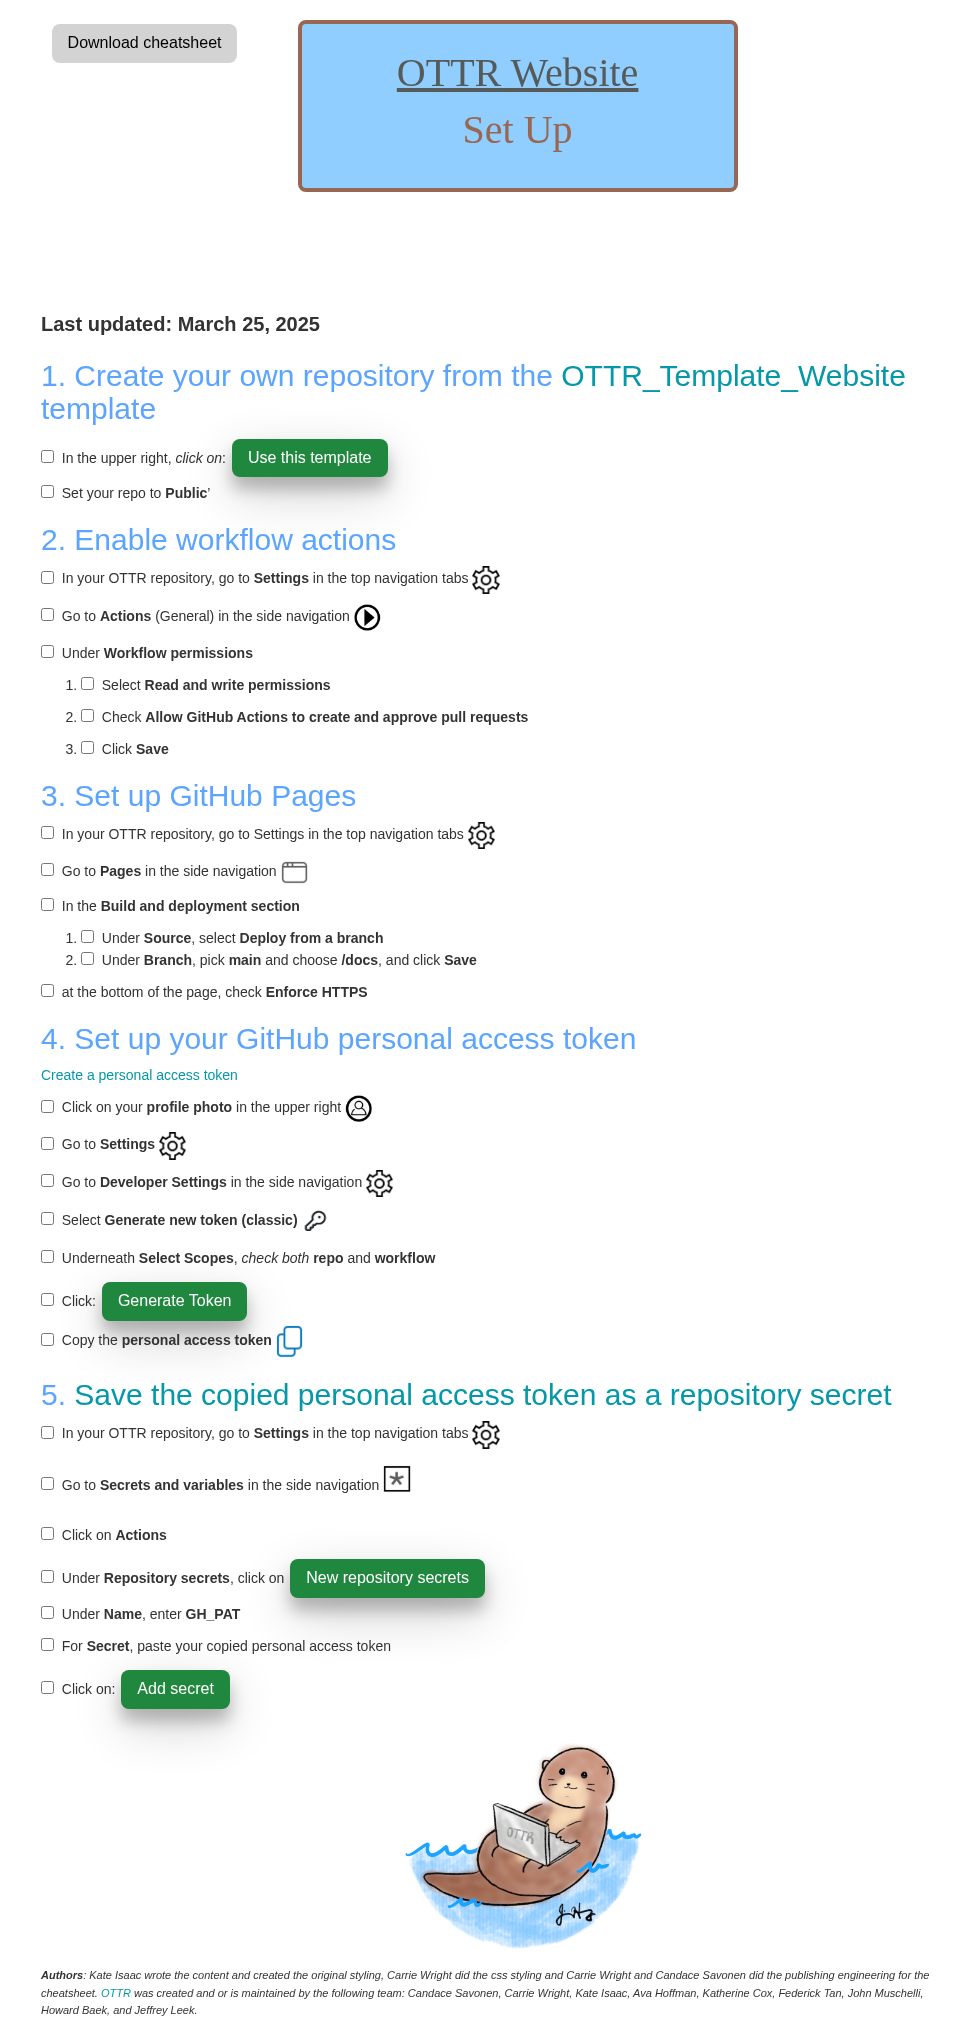 Download cheatsheet
OTTR Website
Set Up
Last updated: March 25, 2025
1. Create your own repository from the OTTR_Template_Website
template
In the upper right, click on: Use this template
Set your repo to Public'
2. Enable workflow actions
In your OTTR repository, go to Settings in the top navigation tabs
Go to Actions (General) in the side navigation
Under Workflow permissions
1. Select Read and write permissions
2. Check Allow GitHub Actions to create and approve pull requests
3. Click Save
3. Set up GitHub Pages
In your OTTR repository, go to Settings in the top navigation tabs
Go to Pages in the side navigation
In the Build and deployment section
1. Under Source, select Deploy from a branch
2. Under Branch, pick main and choose /docs, and click Save
at the bottom of the page, check Enforce HTTPS
4. Set up your GitHub personal access token
Create a personal access token
Click on your profile photo in the upper right
Go to Settings
Go to Developer Settings in the side navigation
Select Generate new token (classic)
Underneath Select Scopes, check both repo and workflow
Click: Generate Token
Copy the personal access token
5. Save the copied personal access token as a repository secret
In your OTTR repository, go to Settings in the top navigation tabs
Go to Secrets and variables in the side navigation
Click on Actions
Under Repository secrets, click on New repository secrets
Under Name, enter GH_PAT
For Secret, paste your copied personal access token
Click on: Add secret
OTTR
Authors: Kate Isaac wrote the content and created the original styling, Carrie Wright did the css styling and Carrie Wright and Candace Savonen did the publishing engineering for the
cheatsheet. OTTR was created and or is maintained by the following team: Candace Savonen, Carrie Wright, Kate Isaac, Ava Hoffman, Katherine Cox, Federick Tan, John Muschelli,
Howard Baek, and Jeffrey Leek.